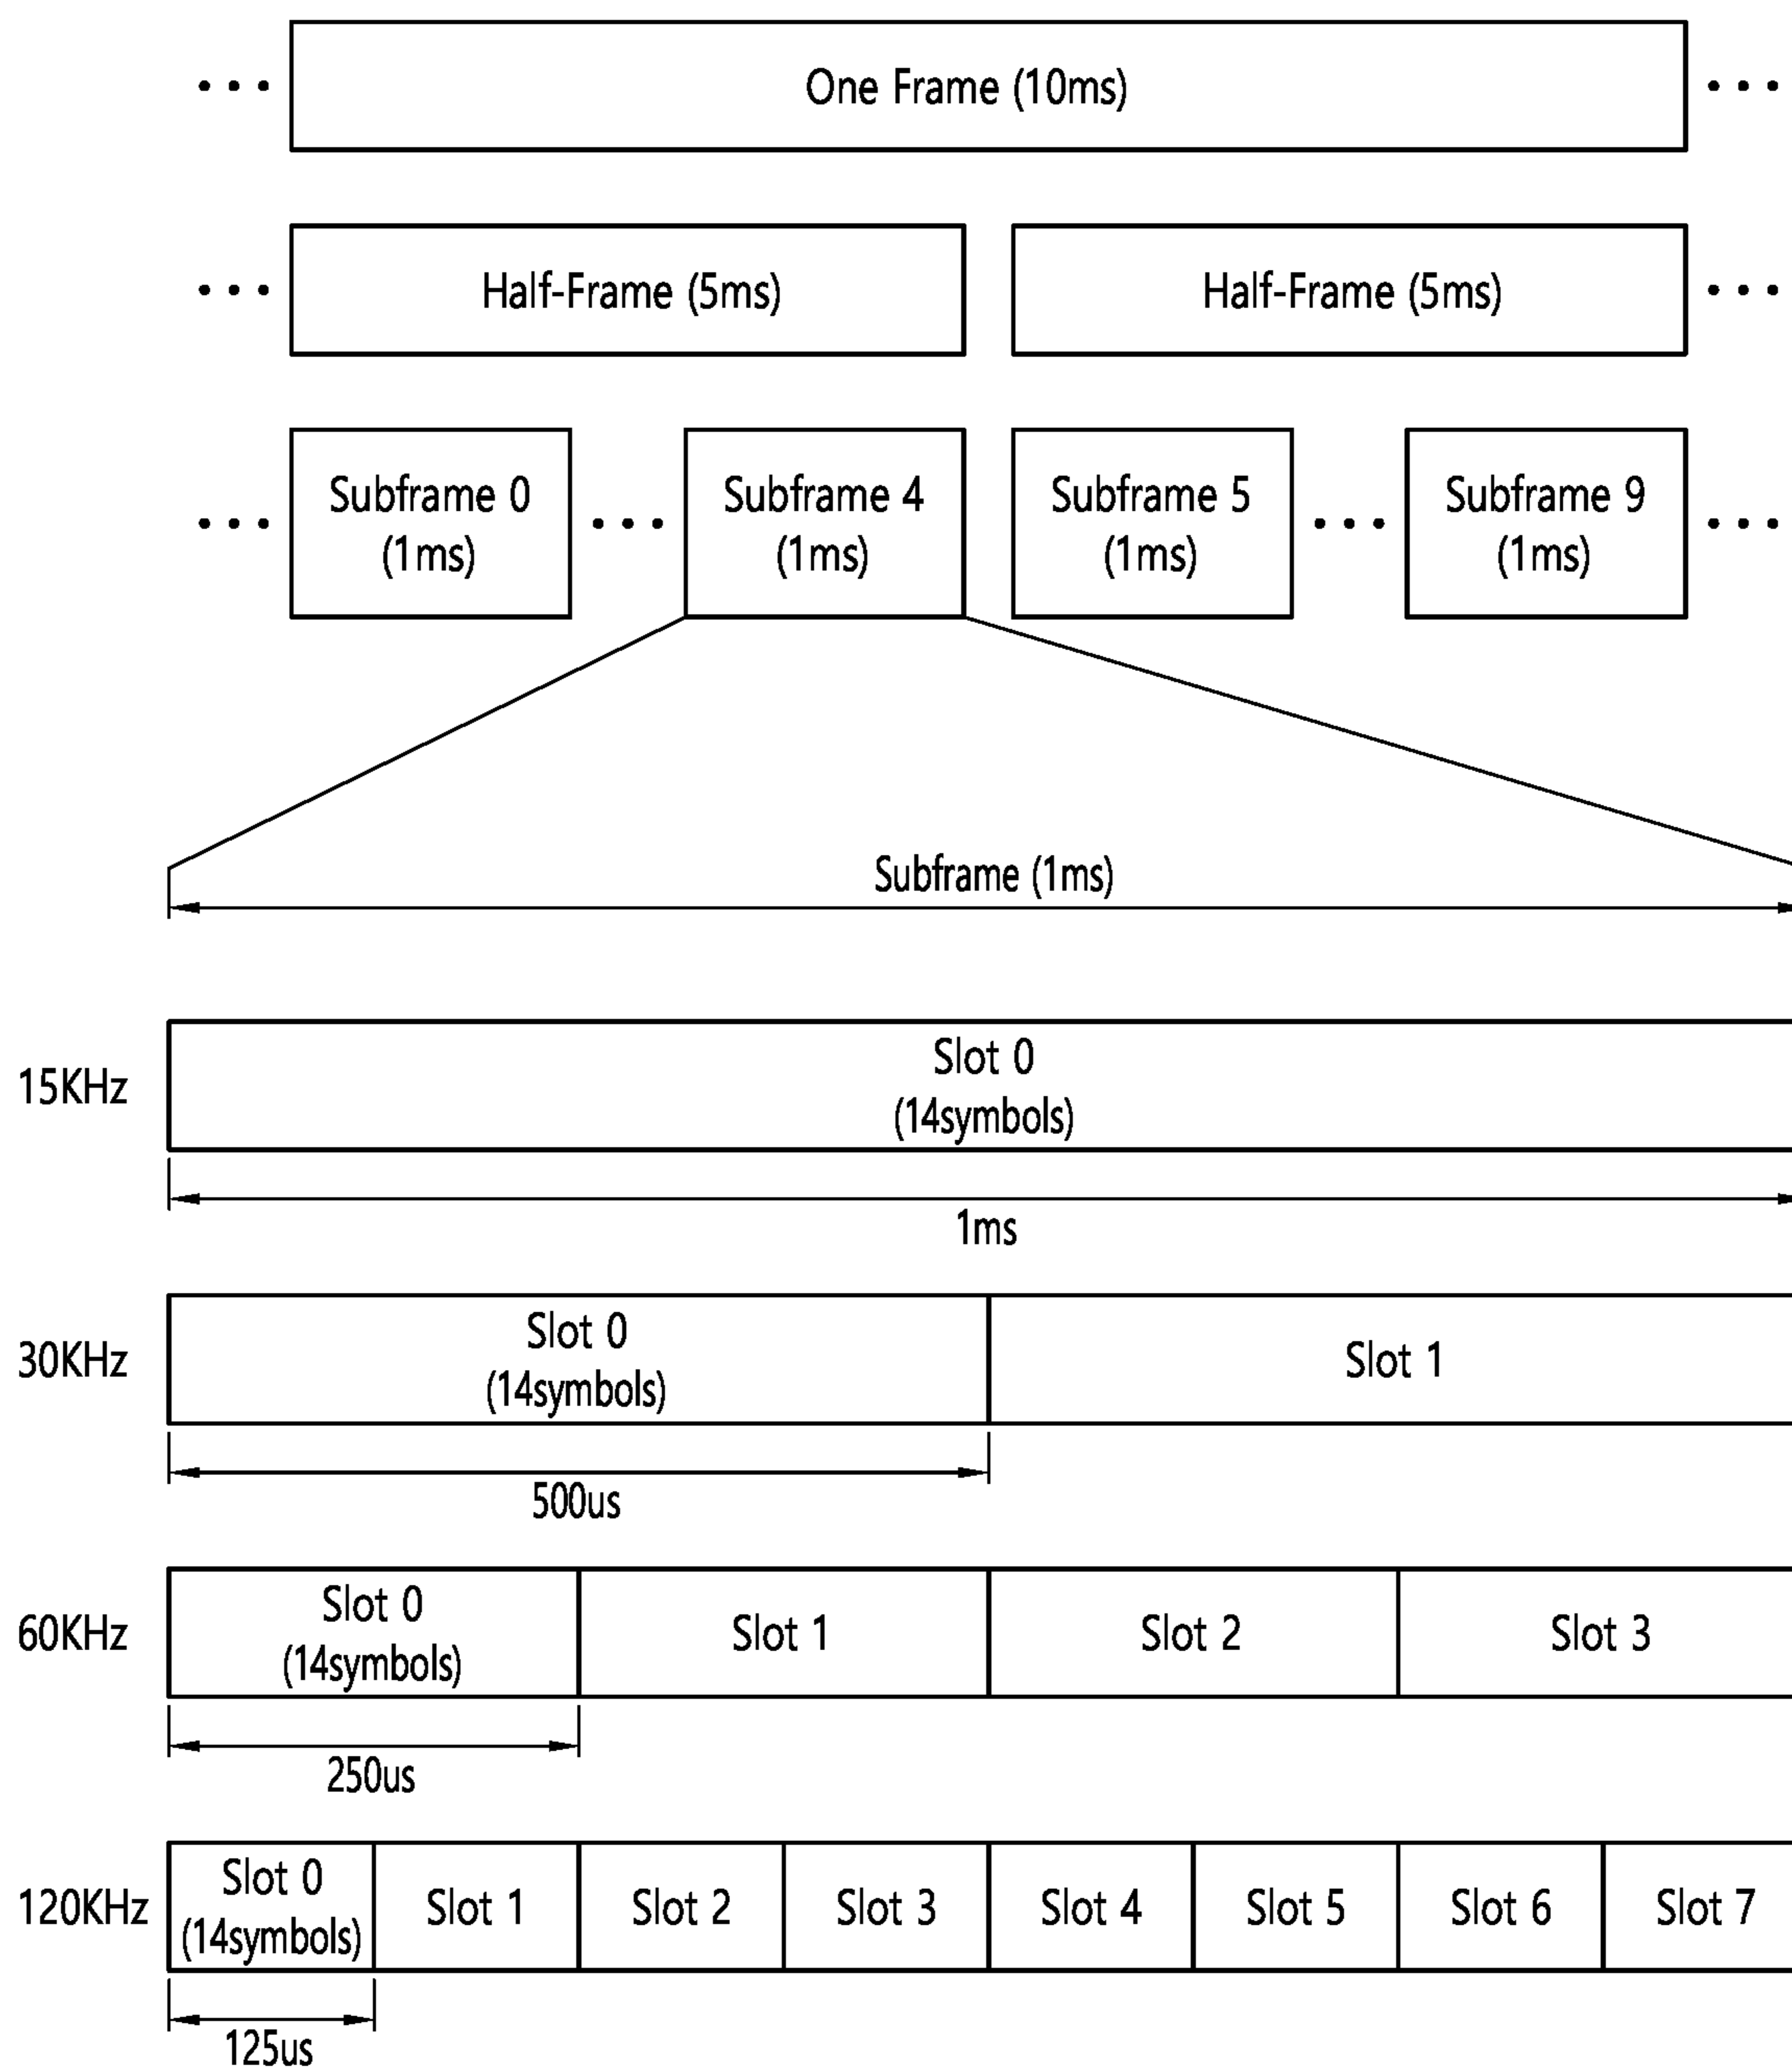 One Frame (10ms)
Half-Frame (5ms)
Half-Frame (5ms)
Subframe 0
(1ms)
Subframe 4
(1ms)
Subframe 5
(1ms)
Subframe 9
(1ms)
Subframe (1ms)
15KHz
Slot 0
(14symbols)
1ms
30KHz
Slot 0
(14symbols)
Slot 1
500us
60KHz
Slot 0
(14symbols)
Slot 1
Slot 2
Slot 3
250us
120KHz
Slot 0
(14symbols)
Slot 1
Slot 2
Slot 3
Slot 4
Slot 5
Slot 6
Slot 7
125us